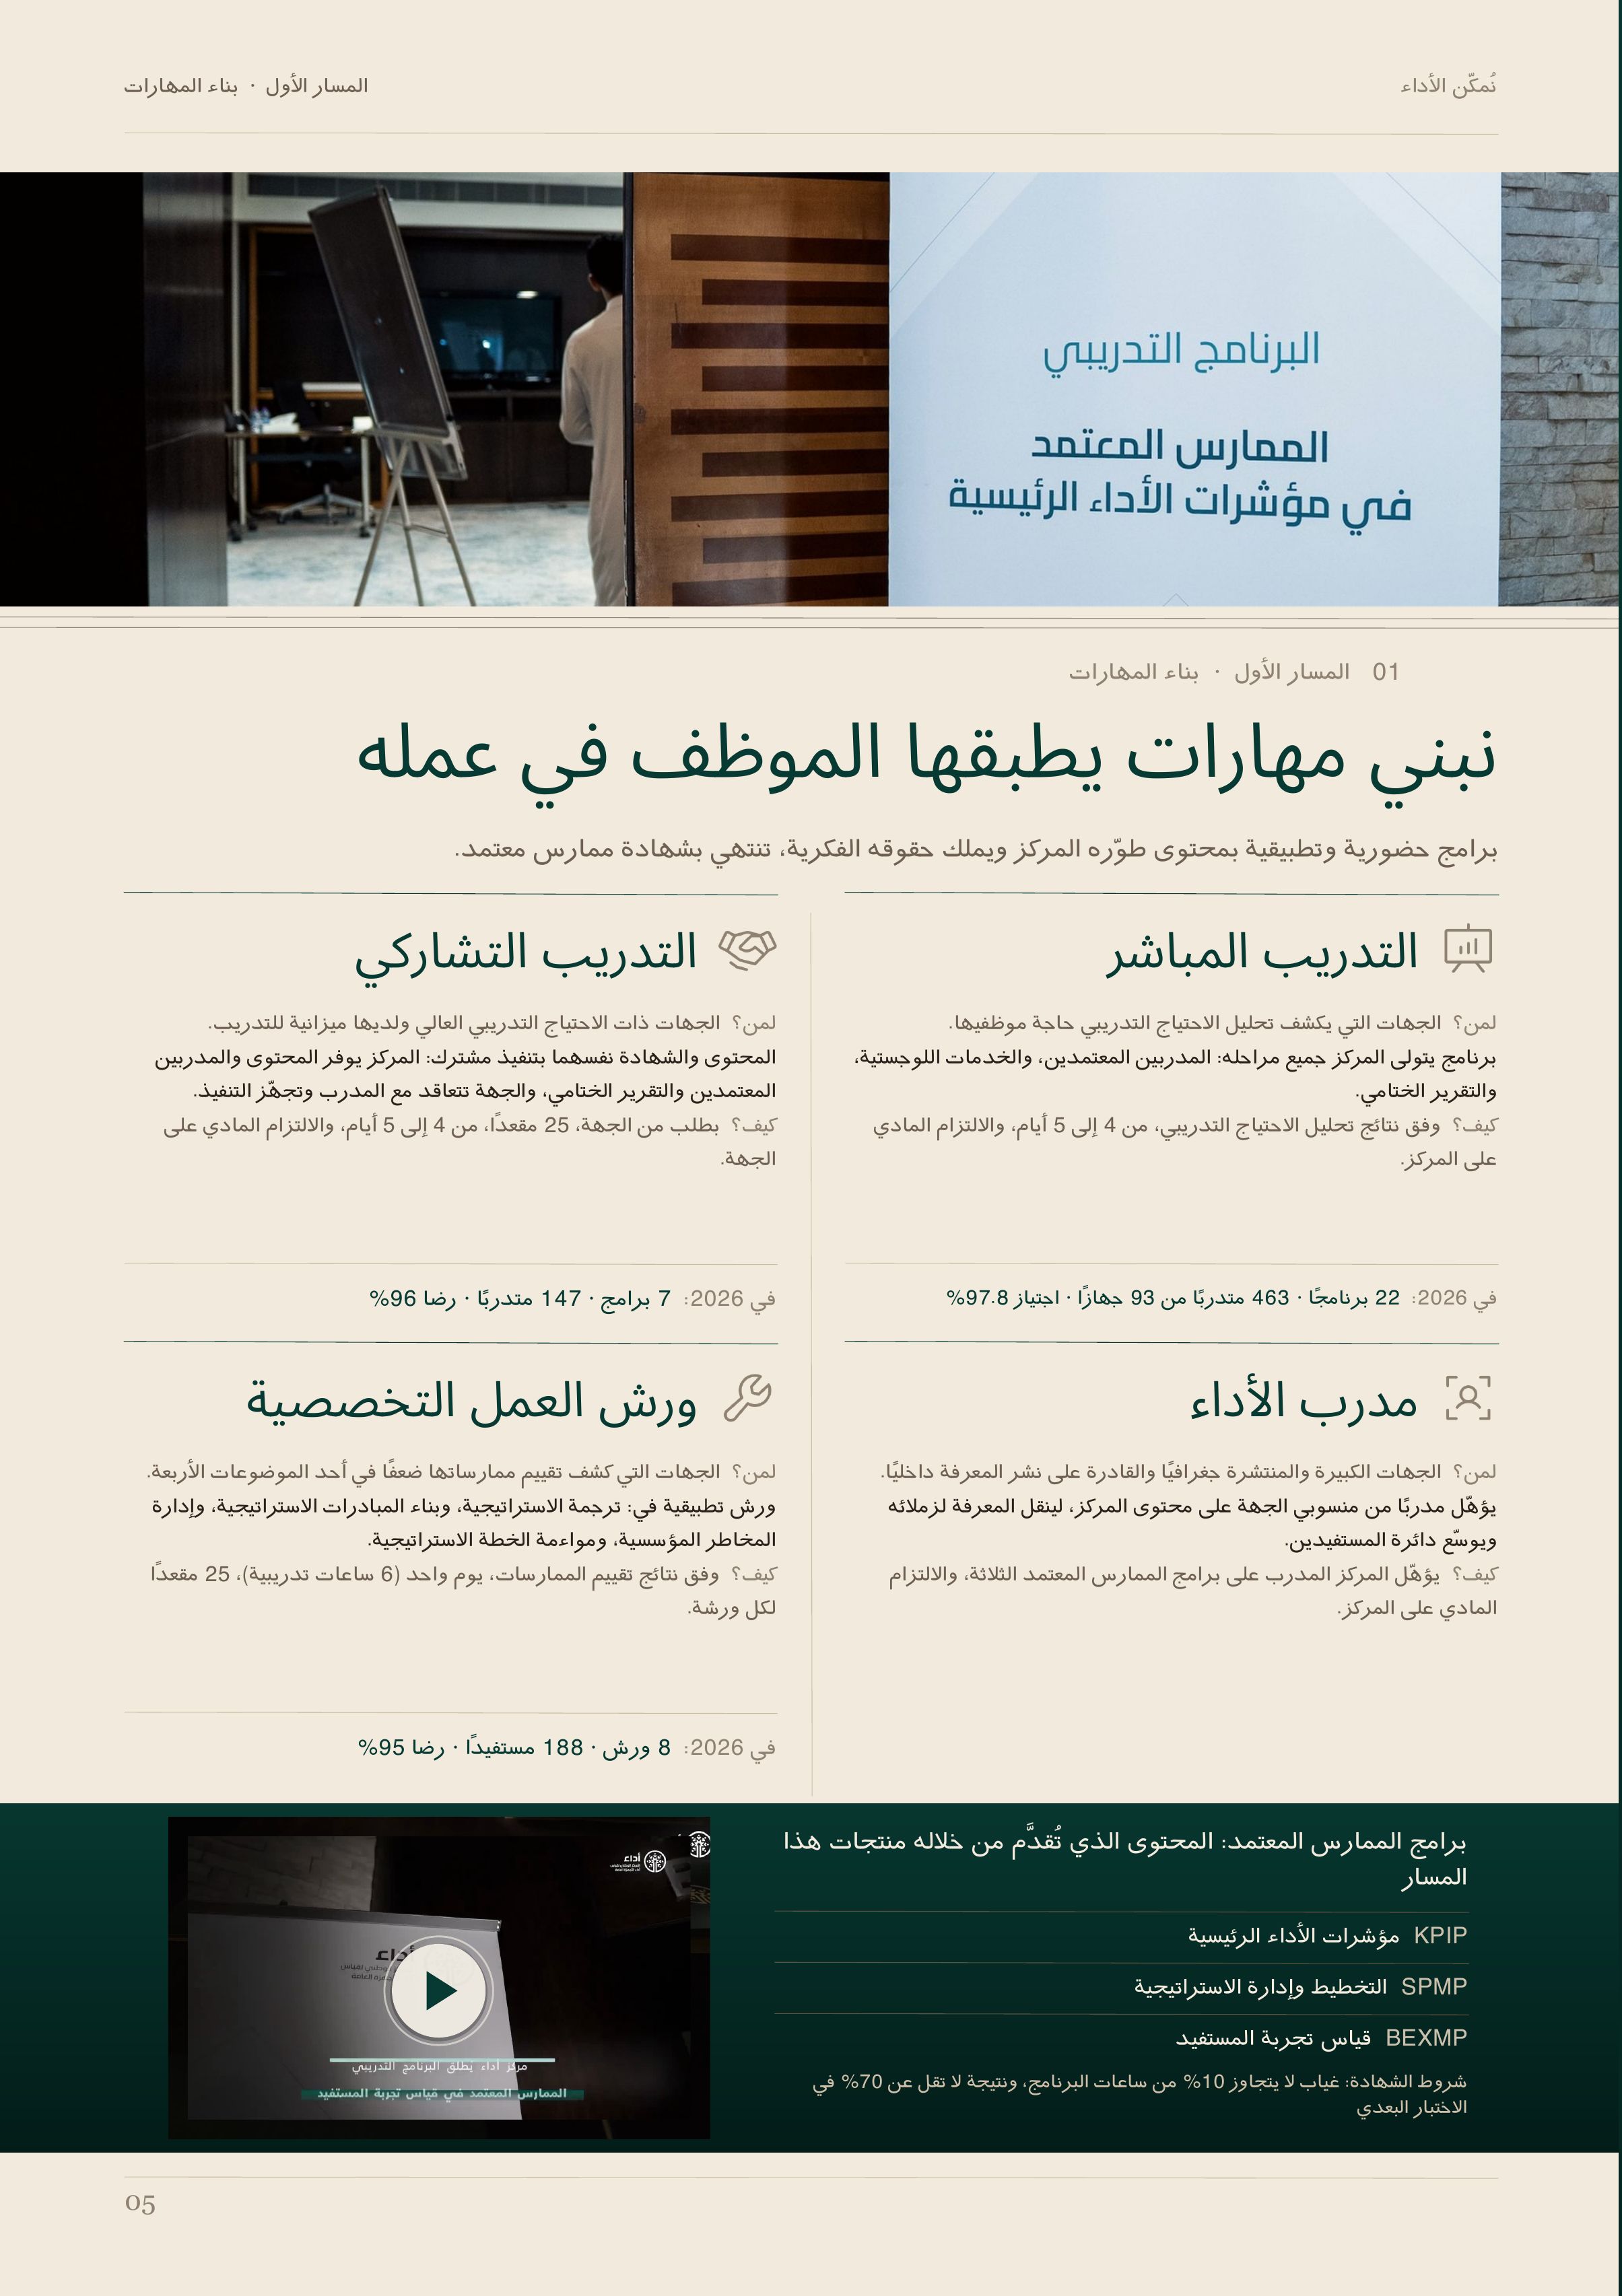 نُمكّن الأداء
المسار الأول · بناء المهارات
البرنامج التدريبي
الممارس المعتمد
في مؤشرات الأداء الرئيسية
01 المسار الأول · بناء المهارات
نبني مهارات يطبقها الموظف في عمله
برامج حضورية وتطبيقية بمحتوى طوّره المركز ويملك حقوقه الفكرية، تنتهي بشهادة ممارس معتمد.
التدريب المباشر
لمن؟ الجهات التي يكشف تحليل الاحتياج التدريبي حاجة موظفيها.
برنامج يتولى المركز جميع مراحله: المدربين المعتمدين، والخدمات اللوجستية،
والتقرير الختامي.
كيف؟ وفق نتائج تحليل الاحتياج التدريبي، من 4 إلى 5 أيام، والالتزام المادي
على المركز.
في 2026: 22 برنامجًا · 463 متدربًا من 93 جهازًا · اجتياز 97.8%
التدريب التشاركي
لمن؟ الجهات ذات الاحتياج التدريبي العالي ولديها ميزانية للتدريب.
المحتوى والشهادة نفسهما بتنفيذ مشترك: المركز يوفر المحتوى والمدربين
المعتمدين والتقرير الختامي، والجهة تتعاقد مع المدرب وتجهّز التنفيذ.
كيف؟ بطلب من الجهة، 25 مقعدًا، من 4 إلى 5 أيام، والالتزام المادي على
الجهة.
في 2026: 7 برامج · 147 متدربًا · رضا 96%
مدرب الأداء
لمن؟ الجهات الكبيرة والمنتشرة جغرافيًا والقادرة على نشر المعرفة داخليًا.
يؤهّل مدربًا من منسوبي الجهة على محتوى المركز، لينقل المعرفة لزملائه
ويوسّع دائرة المستفيدين.
كيف؟ يؤهّل المركز المدرب على برامج الممارس المعتمد الثلاثة، والالتزام
المادي على المركز.
ورش العمل التخصصية
لمن؟ الجهات التي كشف تقييم ممارساتها ضعفًا في أحد الموضوعات الأربعة.
ورش تطبيقية في: ترجمة الاستراتيجية، وبناء المبادرات الاستراتيجية، وإدارة
المخاطر المؤسسية، ومواءمة الخطة الاستراتيجية.
كيف؟ وفق نتائج تقييم الممارسات، يوم واحد (6 ساعات تدريبية)، 25 مقعدًا
لكل ورشة.
في 2026: 8 ورش · 188 مستفيدًا · رضا 95%
برامج الممارس المعتمد: المحتوى الذي تُقدَّم من خلاله منتجات هذا
المسار
KPIP مؤشرات الأداء الرئيسية
SPMP التخطيط وإدارة الاستراتيجية
BEXMP قياس تجربة المستفيد
شروط الشهادة: غياب لا يتجاوز 10% من ساعات البرنامج، ونتيجة لا تقل عن 70% في
الاختبار البعدي
أداء
أداء
مركز أداء يُطلق البرنامج التدريبي
الممارس المعتمد في قياس تجربة المستفيد
05